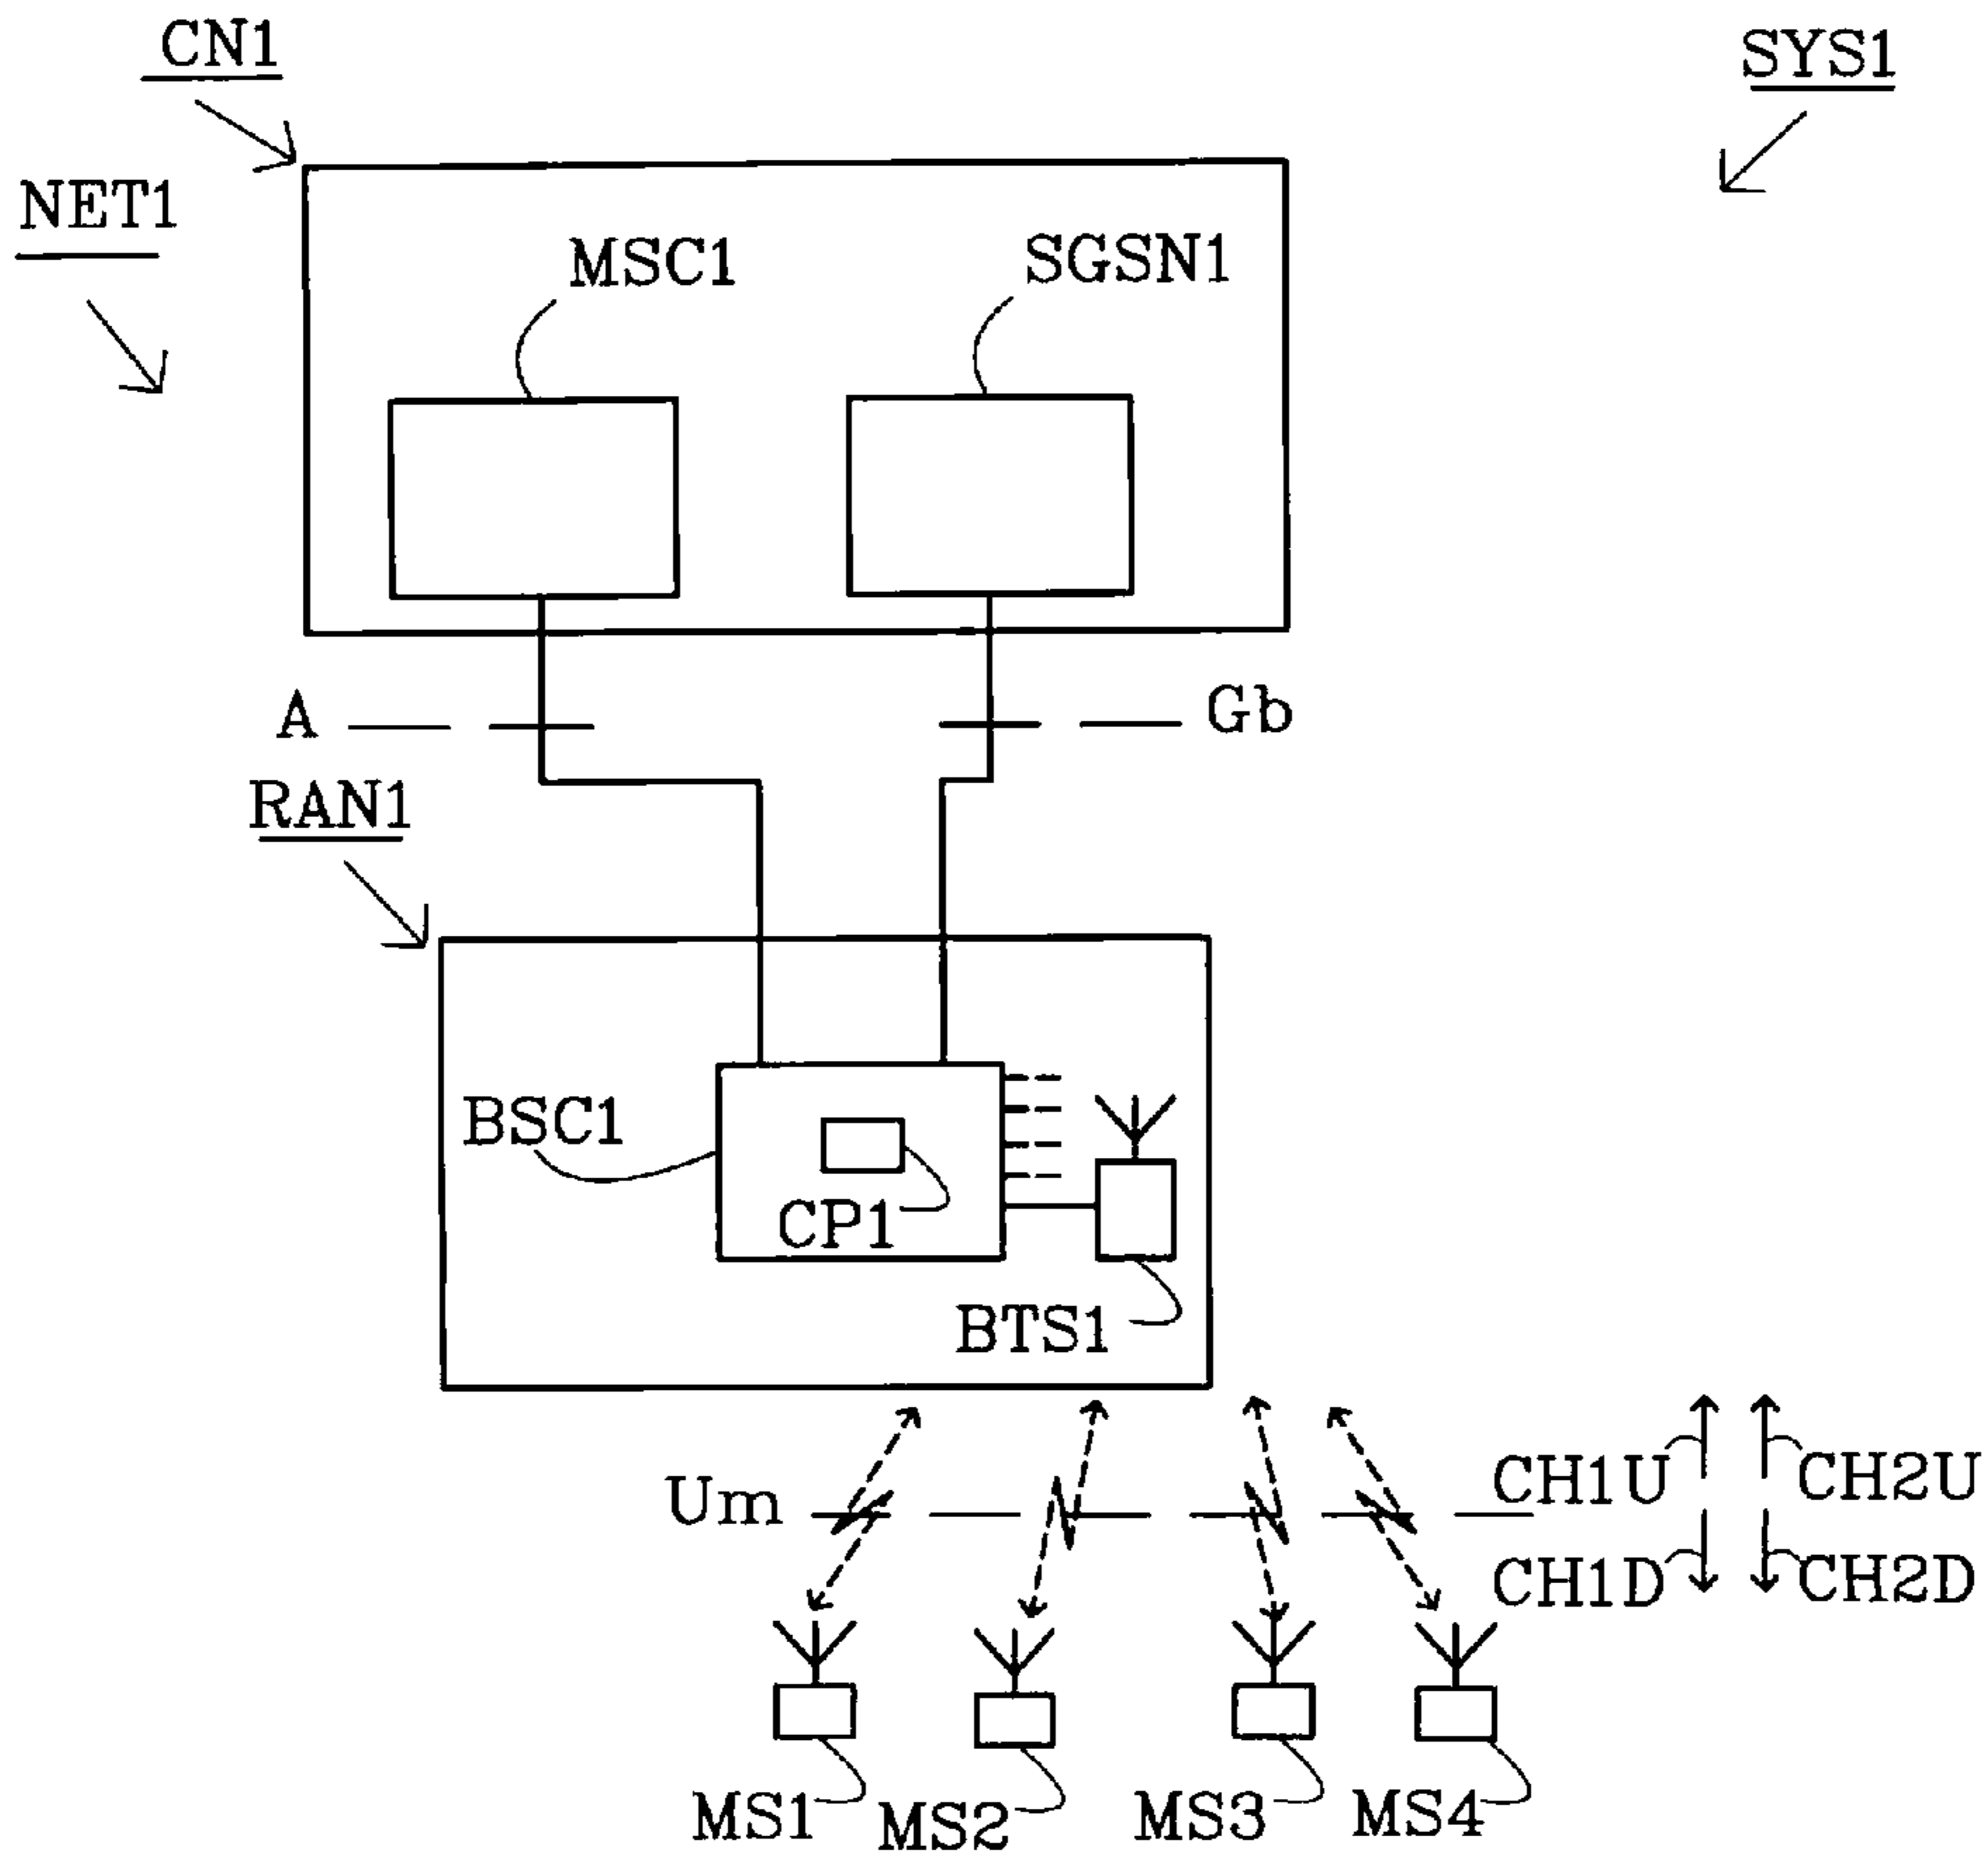 CN1
SYS1
NET1
MSC1
SGSN1
A
Gb
RAN1
BSC1
CP1
BTS1
Um
CH1U
CH2U
CH1D
CH2D
MS1
MS2
MS3
MS4